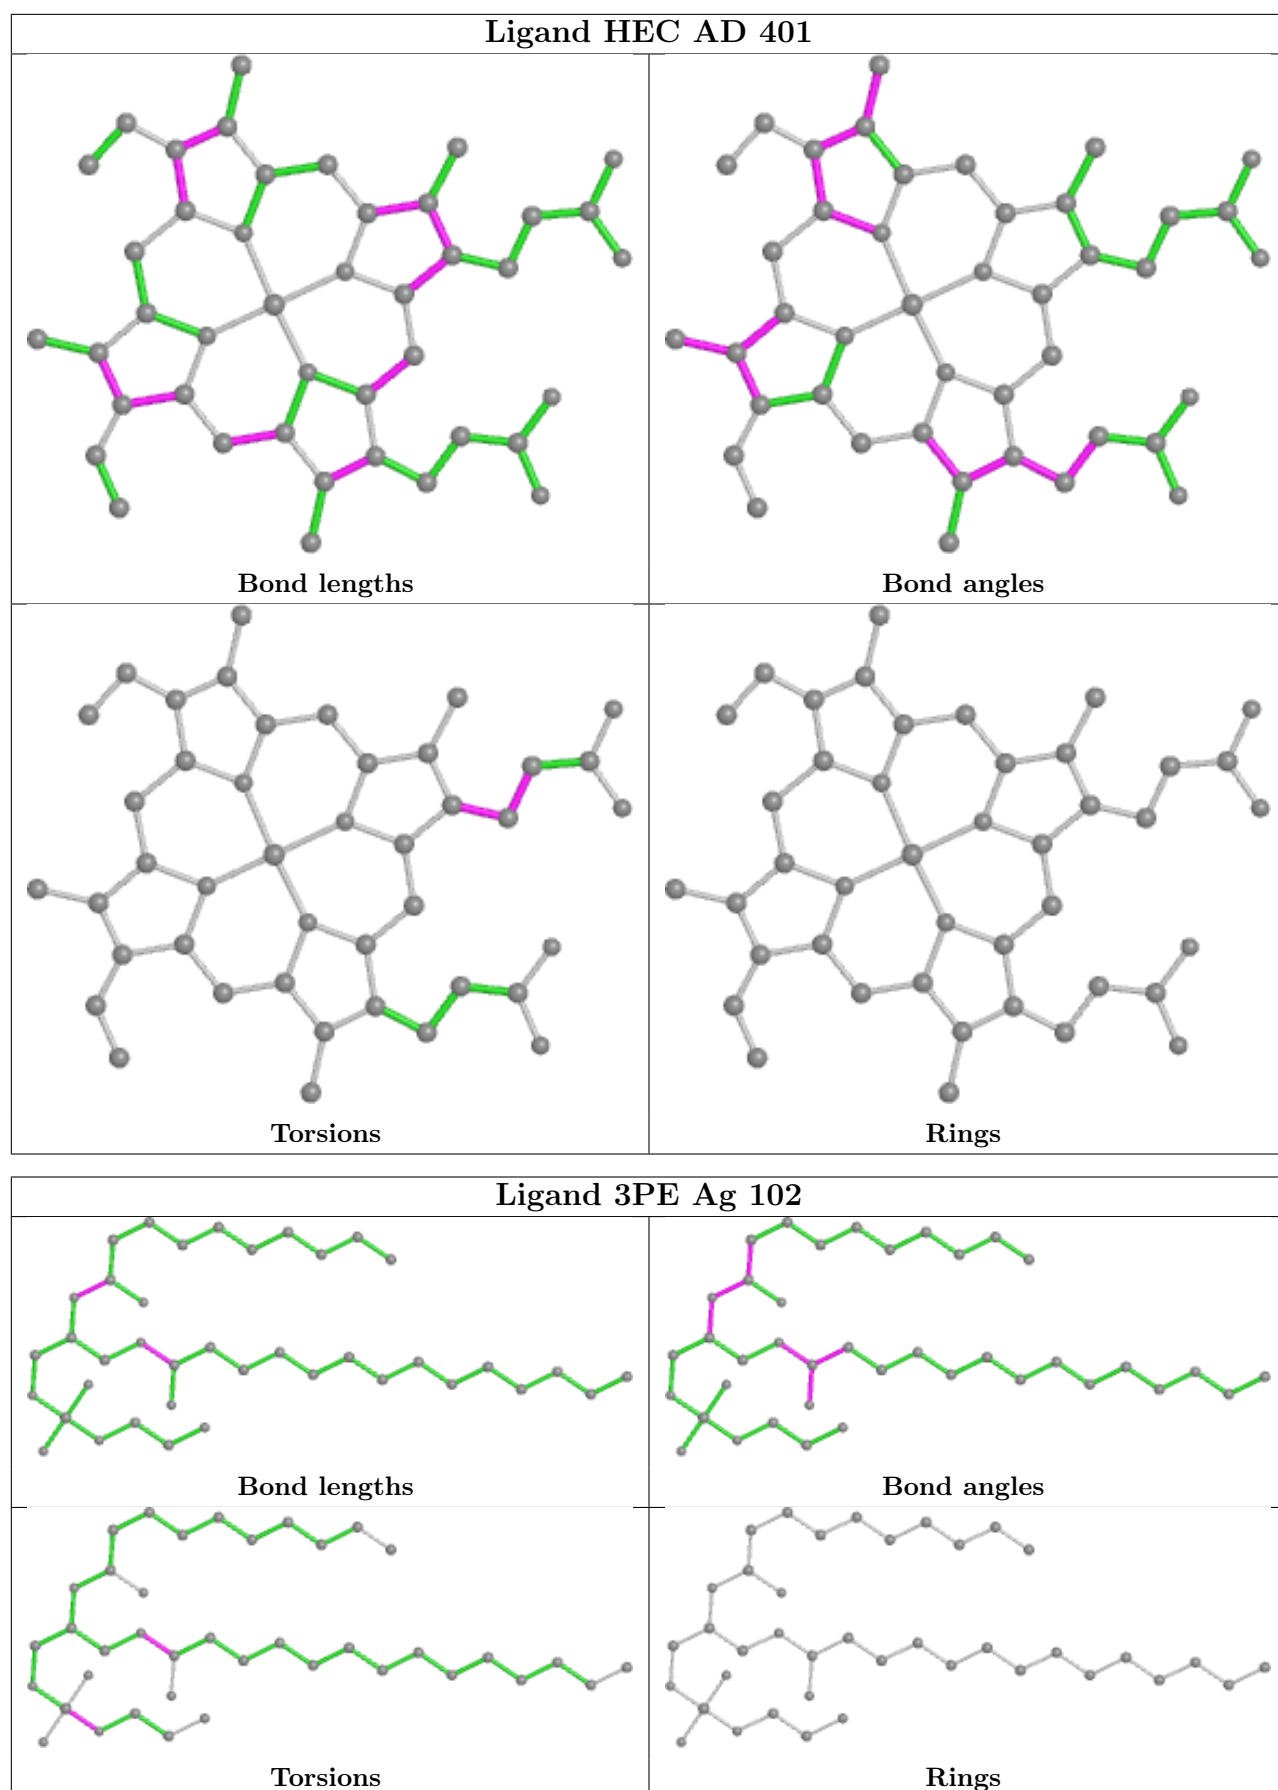 Ligand HEC AD 401
Bond lengths
Bond angles
Torsions
Rings
Ligand 3PE Ag 102
Bond lengths
Bond angles
Torsions
Rings